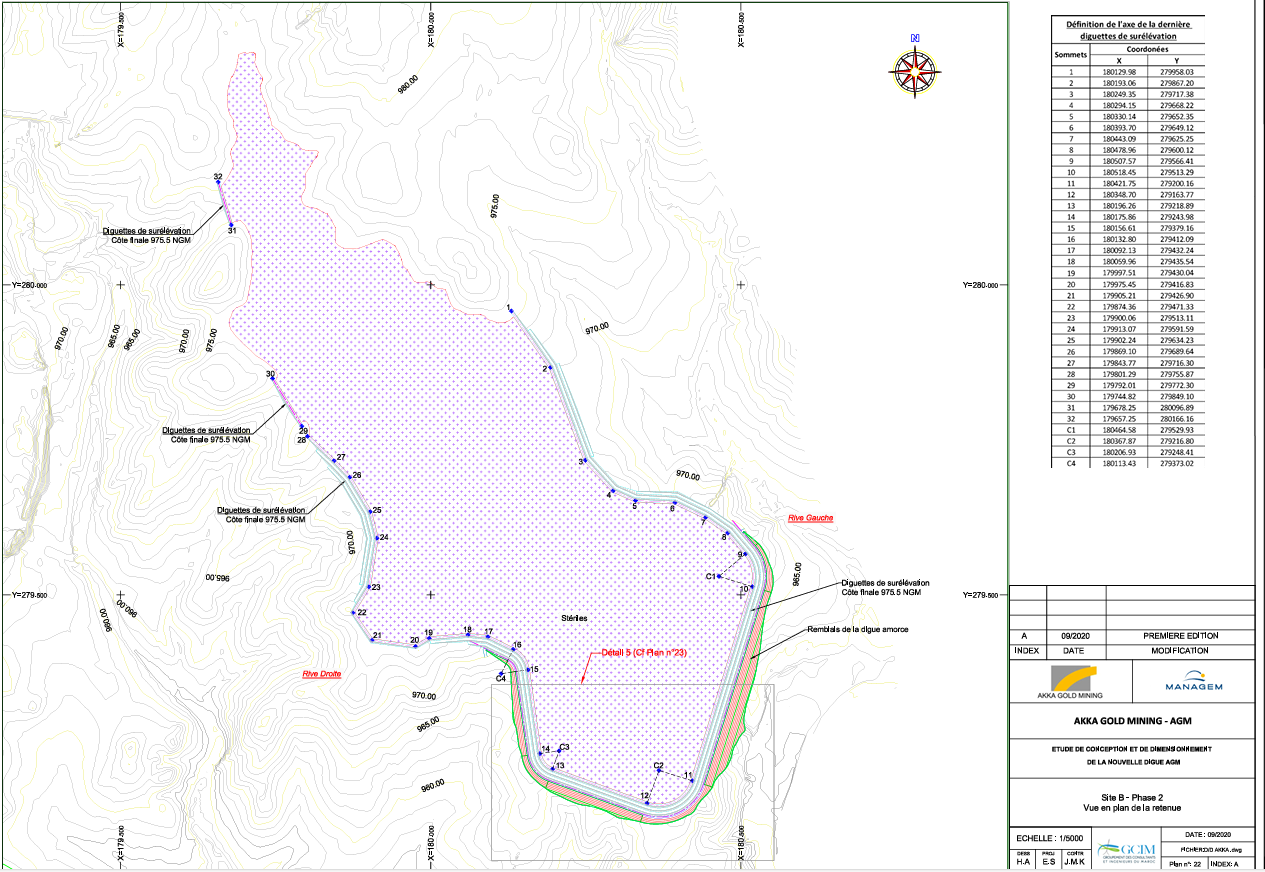 X=179.500
X=180.000
X=180.500
N
980.00
975.00
32
Diguettes de surélévation
Côte finale 975.5 NGM
31
Y=280.000
Y=280.000
970.00
965.00
965.00
970.00
975.00
1
970.00
2
30
Diguettes de surélévation
Côte finale 975.5 NGM
29
28
27
26
3
970.00
4
5
6
7
8
Diguettes de surélévation
Côte finale 975.5 NGM
25
24
970.00
Rive Gauche
9
965.00
C1
10
965.00
Y=279.500
23
Diguettes de surélévation
Côte finale 975.5 NGM
Y=279.500
960.00
960.00
22
Stériles
Remblais de la digue amorce
21
20
19
18
17
16
15
Détail 5 (Cf Plan n°23)
Rive Droite
C4
970.00
965.00
14
C3
13
C2
11
12
960.00
X=179.500
X=180.000
X=180.500
Définition de l'axe de la dernière
diguettes de surélévation
Sommets Coordonées
X Y
1 180129.98 279958.03
2 180193.06 279867.20
3 180249.35 279717.38
4 180294.15 279668.22
5 180330.14 279652.35
6 180393.70 279649.12
7 180443.09 279625.25
8 180478.96 279600.12
9 180507.57 279566.41
10 180518.45 279513.29
11 180421.75 279200.16
12 180348.70 279163.77
13 180196.26 279218.89
14 180175.86 279243.98
15 180156.61 279379.16
16 180132.80 279412.09
17 180092.13 279432.24
18 180059.96 279435.54
19 179997.51 279430.04
20 179975.45 279416.83
21 179905.21 279426.90
22 179874.36 279471.33
23 179900.06 279513.11
24 179913.07 279591.59
25 179902.24 279634.23
26 179869.10 279689.64
27 179843.77 279716.30
28 179801.29 279755.87
29 179792.01 279772.30
30 179744.82 279849.10
31 179678.25 280096.89
32 179657.25 280166.16
C1 180464.58 279529.93
C2 180367.87 279216.80
C3 180206.93 279248.41
C4 180113.43 279373.02
A 09/2020 PREMIERE EDITION
INDEX DATE MODIFICATION
AKKA GOLD MINING
MANAGEM
AKKA GOLD MINING - AGM
ETUDE DE CONCEPTION ET DE DIMENSIONNEMENT
DE LA NOUVELLE DIGUE AGM
Site B - Phase 2
Vue en plan de la retenue
ECHELLE : 1/5000
DATE : 09/2020
DESS PROJ CONTR
H.A E.S J.M.K
GCIM
GROUPEMENT DES CONSULTANTS
ET INGENIEURS DU MAROC
Plan n°: 22 INDEX: A